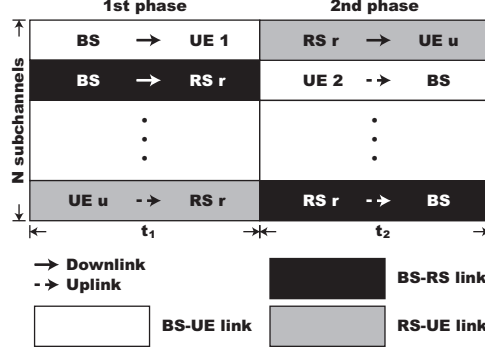 1st phase 2nd phase
BS → UE 1 RS r → UE u
BS → RS r UE 2 ⇢ BS
N subchannels
UE u ⇢ RS r RS r ⇢ BS
t₁ t₂
→ Downlink
⇢ Uplink
BS-RS link
BS-UE link RS-UE link